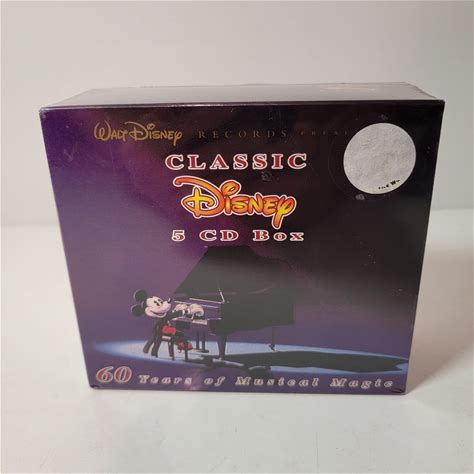 Walt Disney RECORDS
CLASSIC
Disney
5 CD Box
60 Years of Musical Magic